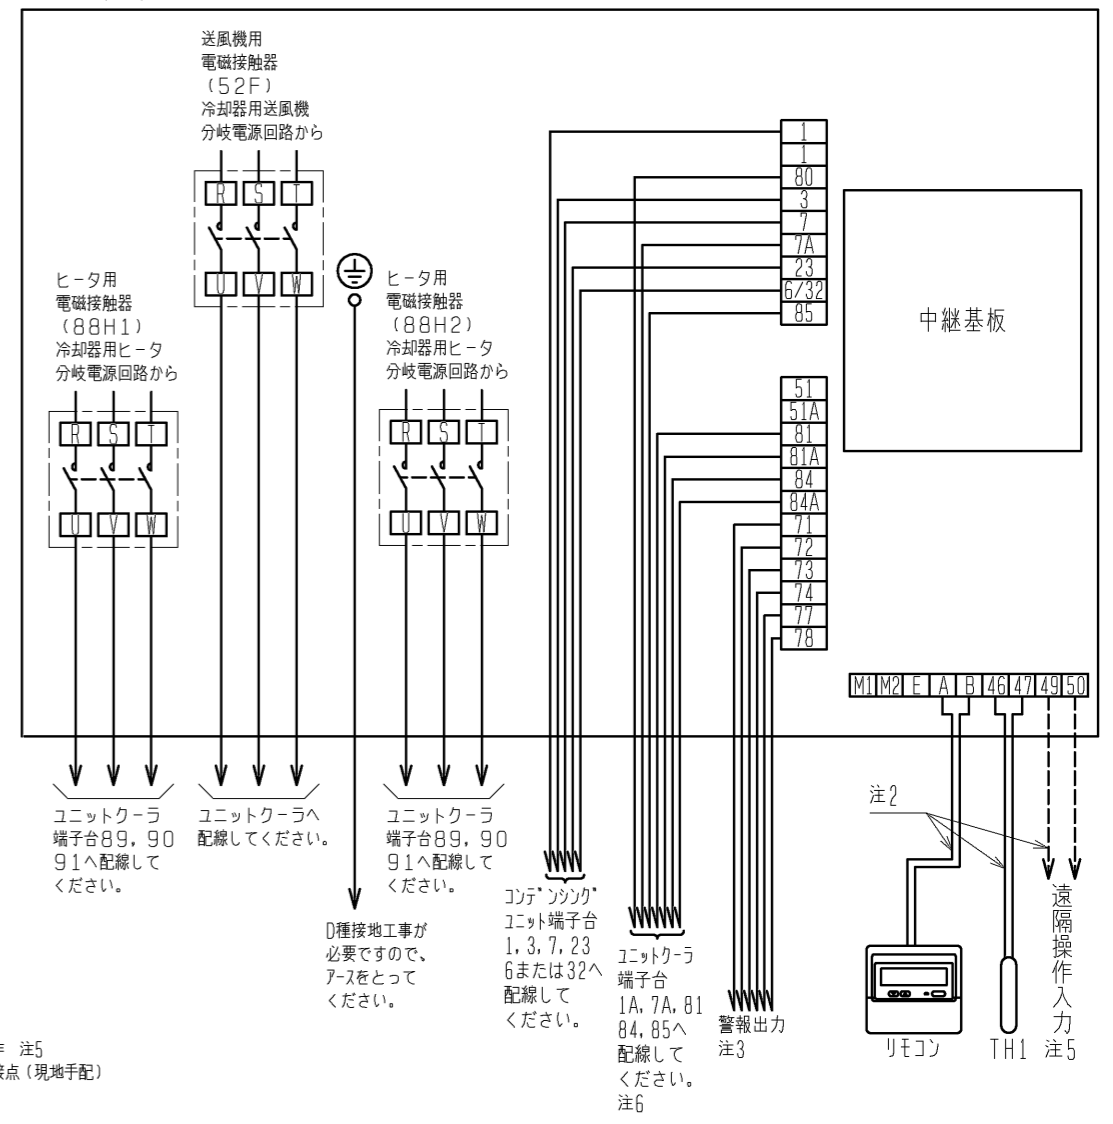 送風機用
電磁接触器
(52F)
冷却器用送風機
分岐電源回路から
R S T
U V W
ヒータ用
電磁接触器
(88H1)
冷却器用ヒータ
分岐電源回路から
R S T
U V W
ヒータ用
電磁接触器
(88H2)
冷却器用ヒータ
分岐電源回路から
R S T
U V W
1
1
80
3
7
7A
23
6/32
85
中継基板
51
51A
81
81A
84
84A
71
72
73
74
77
78
M1 M2 E A B 46 47 49 50
ユニットクーラ
端子台89, 90
91へ配線して
ください。
ユニットクーラへ
配線してください。
ユニットクーラ
端子台89, 90
91へ配線して
ください。
D種接地工事が
必要ですので、
アースをとって
ください。
コンデンシング
ユニット端子台
1, 3, 7, 23
6または32へ
配線して
ください。
ユニットクーラ
端子台
1A, 7A, 81
84, 85へ
配線して
ください。
注6
警報出力
注3
注2
リモコン
TH1
遠隔操作入力
注5
注5
接点(現地手配)